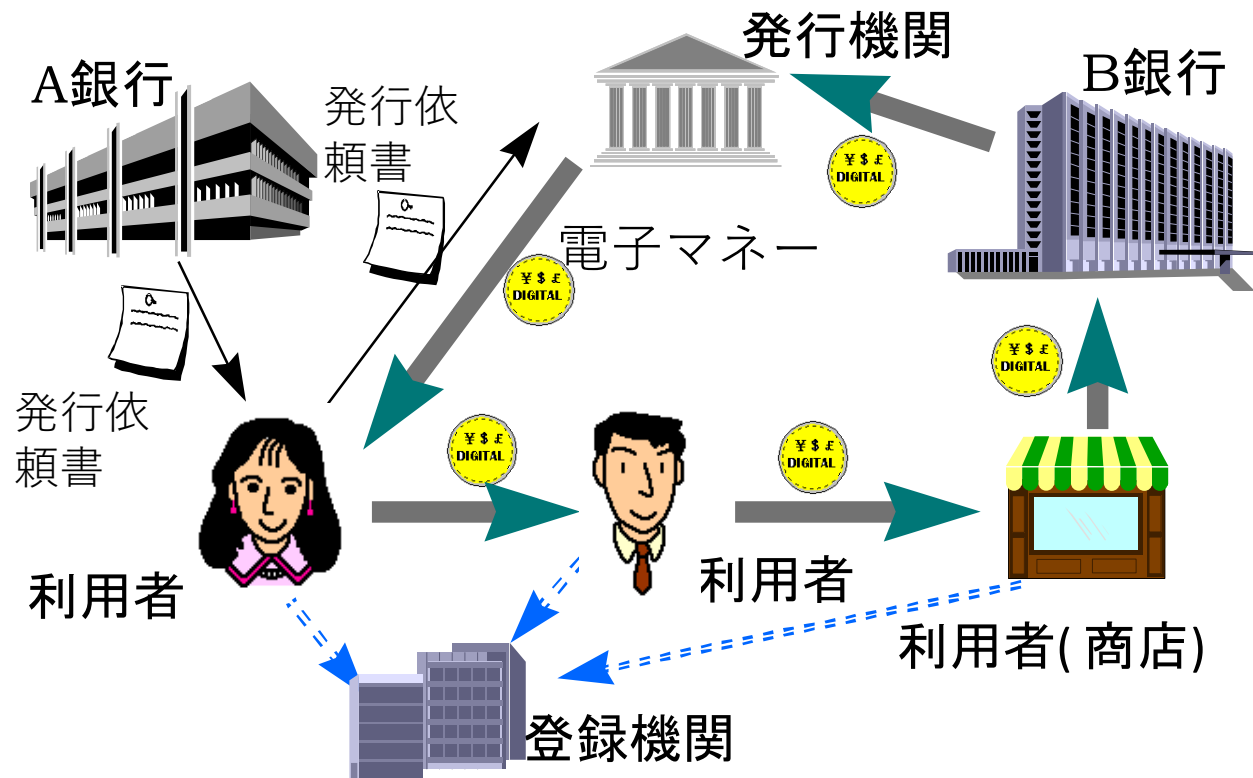 発行機関
A銀行
B銀行
発行依
頼書
¥ $ £
DIGITAL
電子マネー
¥ $ £
DIGITAL
¥ $ £
DIGITAL
発行依
頼書
¥ $ £
DIGITAL
¥ $ £
DIGITAL
利用者
利用者
利用者( 商店)
登録機関